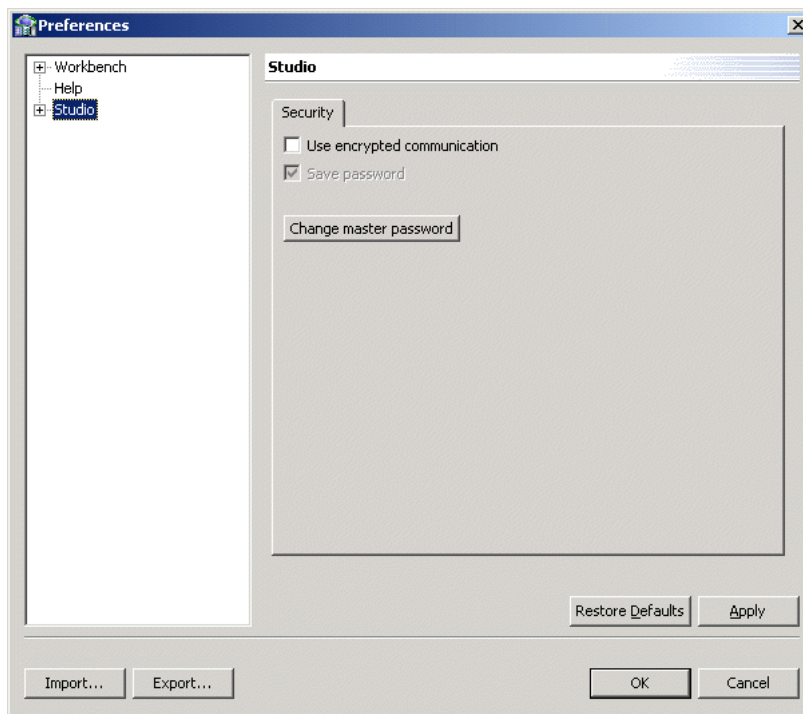 Preferences
Workbench
Help
Studio
Studio
Security
Use encrypted communication
Save password
Change master password
Restore Defaults
Apply
Import...
Export...
OK
Cancel